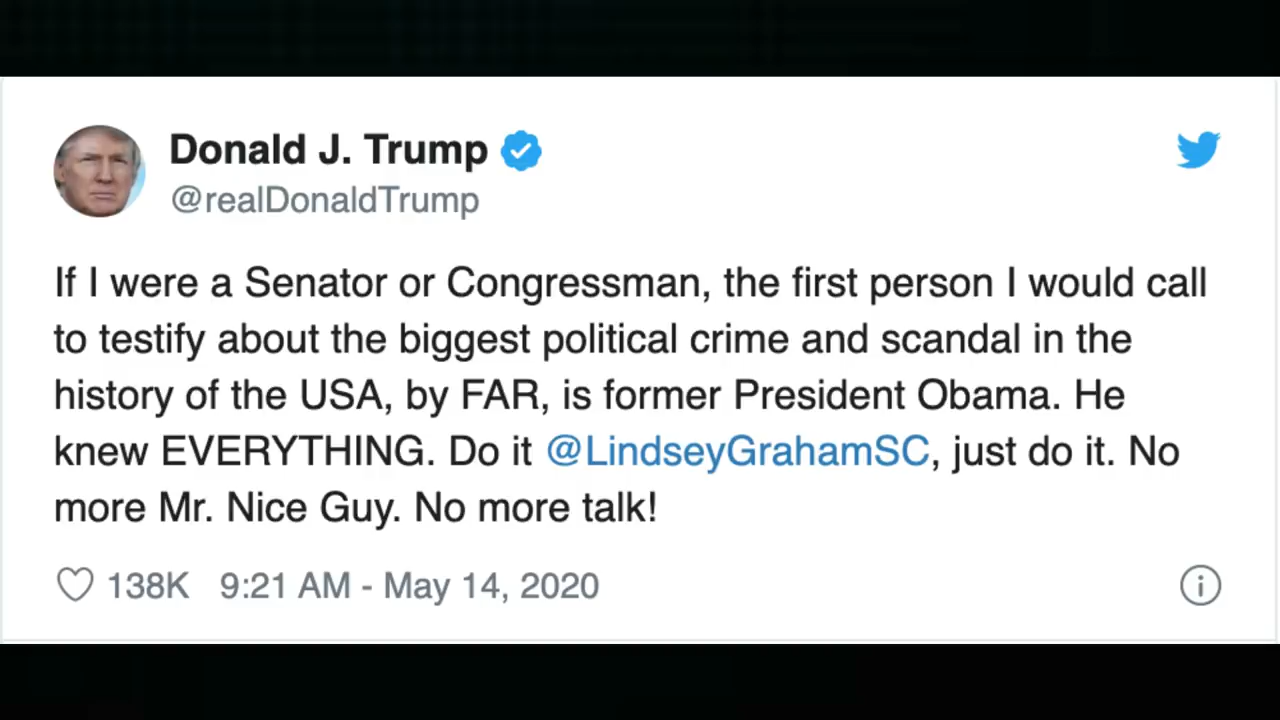 Donald J. Trump
@realDonaldTrump
If I were a Senator or Congressman, the first person I would call
to testify about the biggest political crime and scandal in the
history of the USA, by FAR, is former President Obama. He
knew EVERYTHING. Do it @LindseyGrahamSC, just do it. No
more Mr. Nice Guy. No more talk!
138K 9:21 AM - May 14, 2020